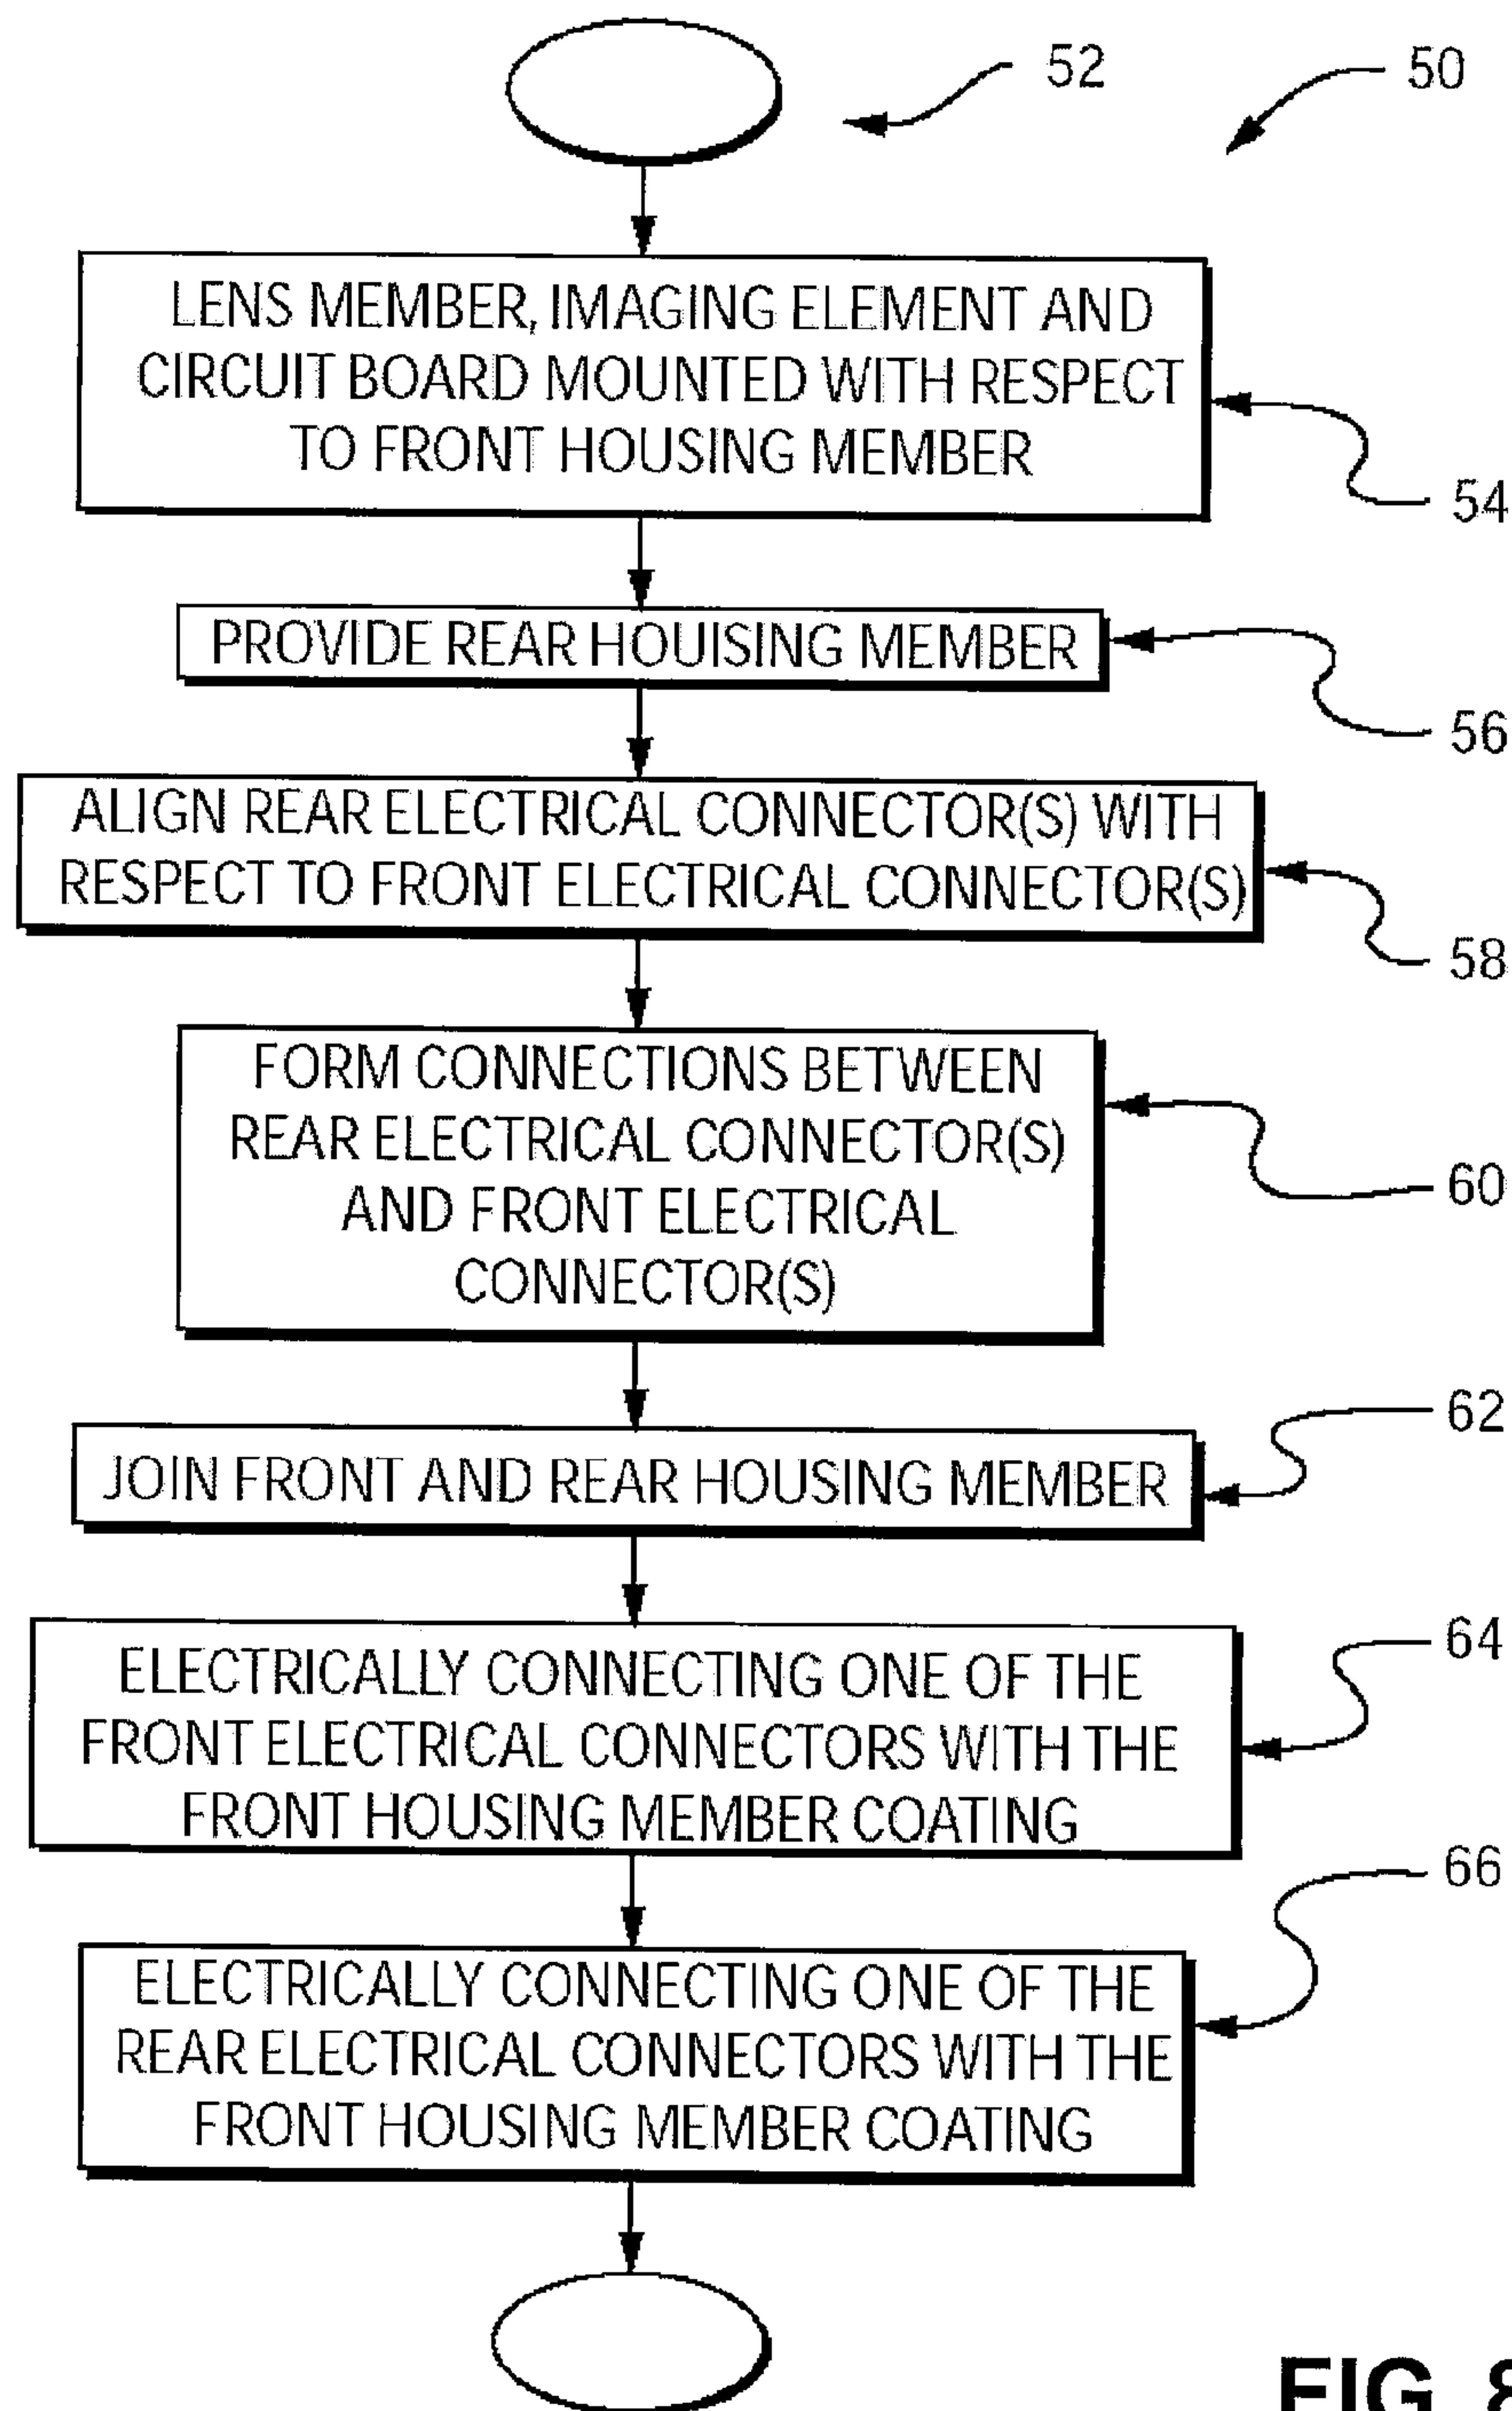 52
50
LENS MEMBER, IMAGING ELEMENT AND
CIRCUIT BOARD MOUNTED WITH RESPECT
TO FRONT HOUSING MEMBER
54
PROVIDE REAR HOUISING MEMBER
56
ALIGN REAR ELECTRICAL CONNECTOR(S) WITH
RESPECT TO FRONT ELECTRICAL CONNECTOR(S)
58
FORM CONNECTIONS BETWEEN
REAR ELECTRICAL CONNECTOR(S)
AND FRONT ELECTRICAL
CONNECTOR(S)
60
62
JOIN FRONT AND REAR HOUSING MEMBER
64
ELECTRICALLY CONNECTING ONE OF THE
FRONT ELECTRICAL CONNECTORS WITH THE
FRONT HOUSING MEMBER COATING
66
ELECTRICALLY CONNECTING ONE OF THE
REAR ELECTRICAL CONNECTORS WITH THE
FRONT HOUSING MEMBER COATING
FIG. 8